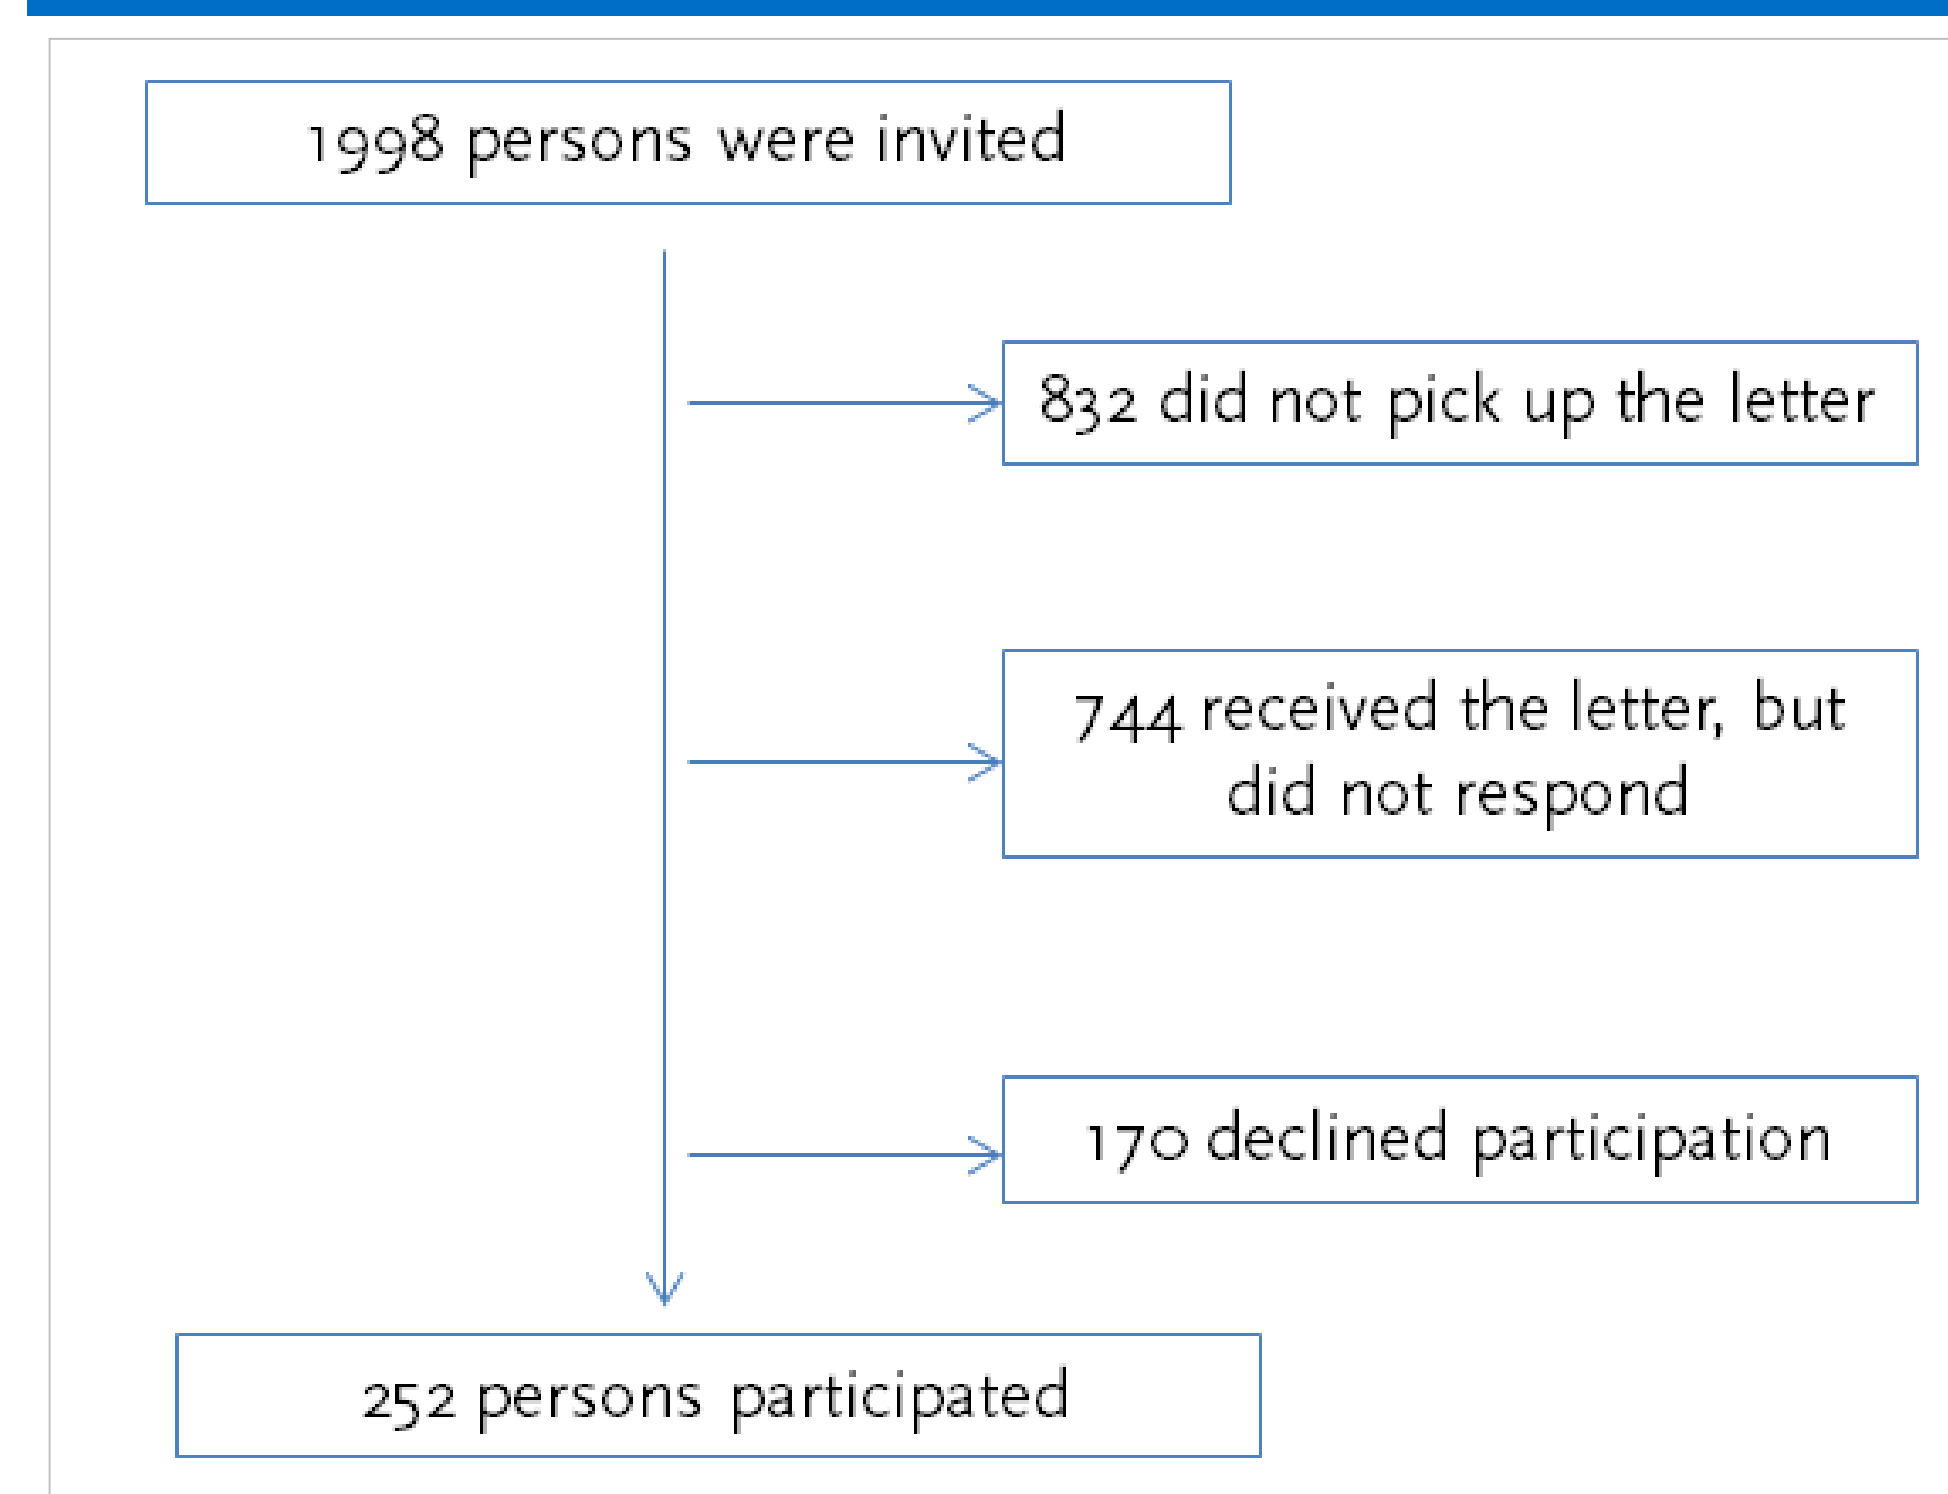 1998 persons were invited
832 did not pick up the letter
744 received the letter, but
did not respond
170 declined participation
252 persons participated